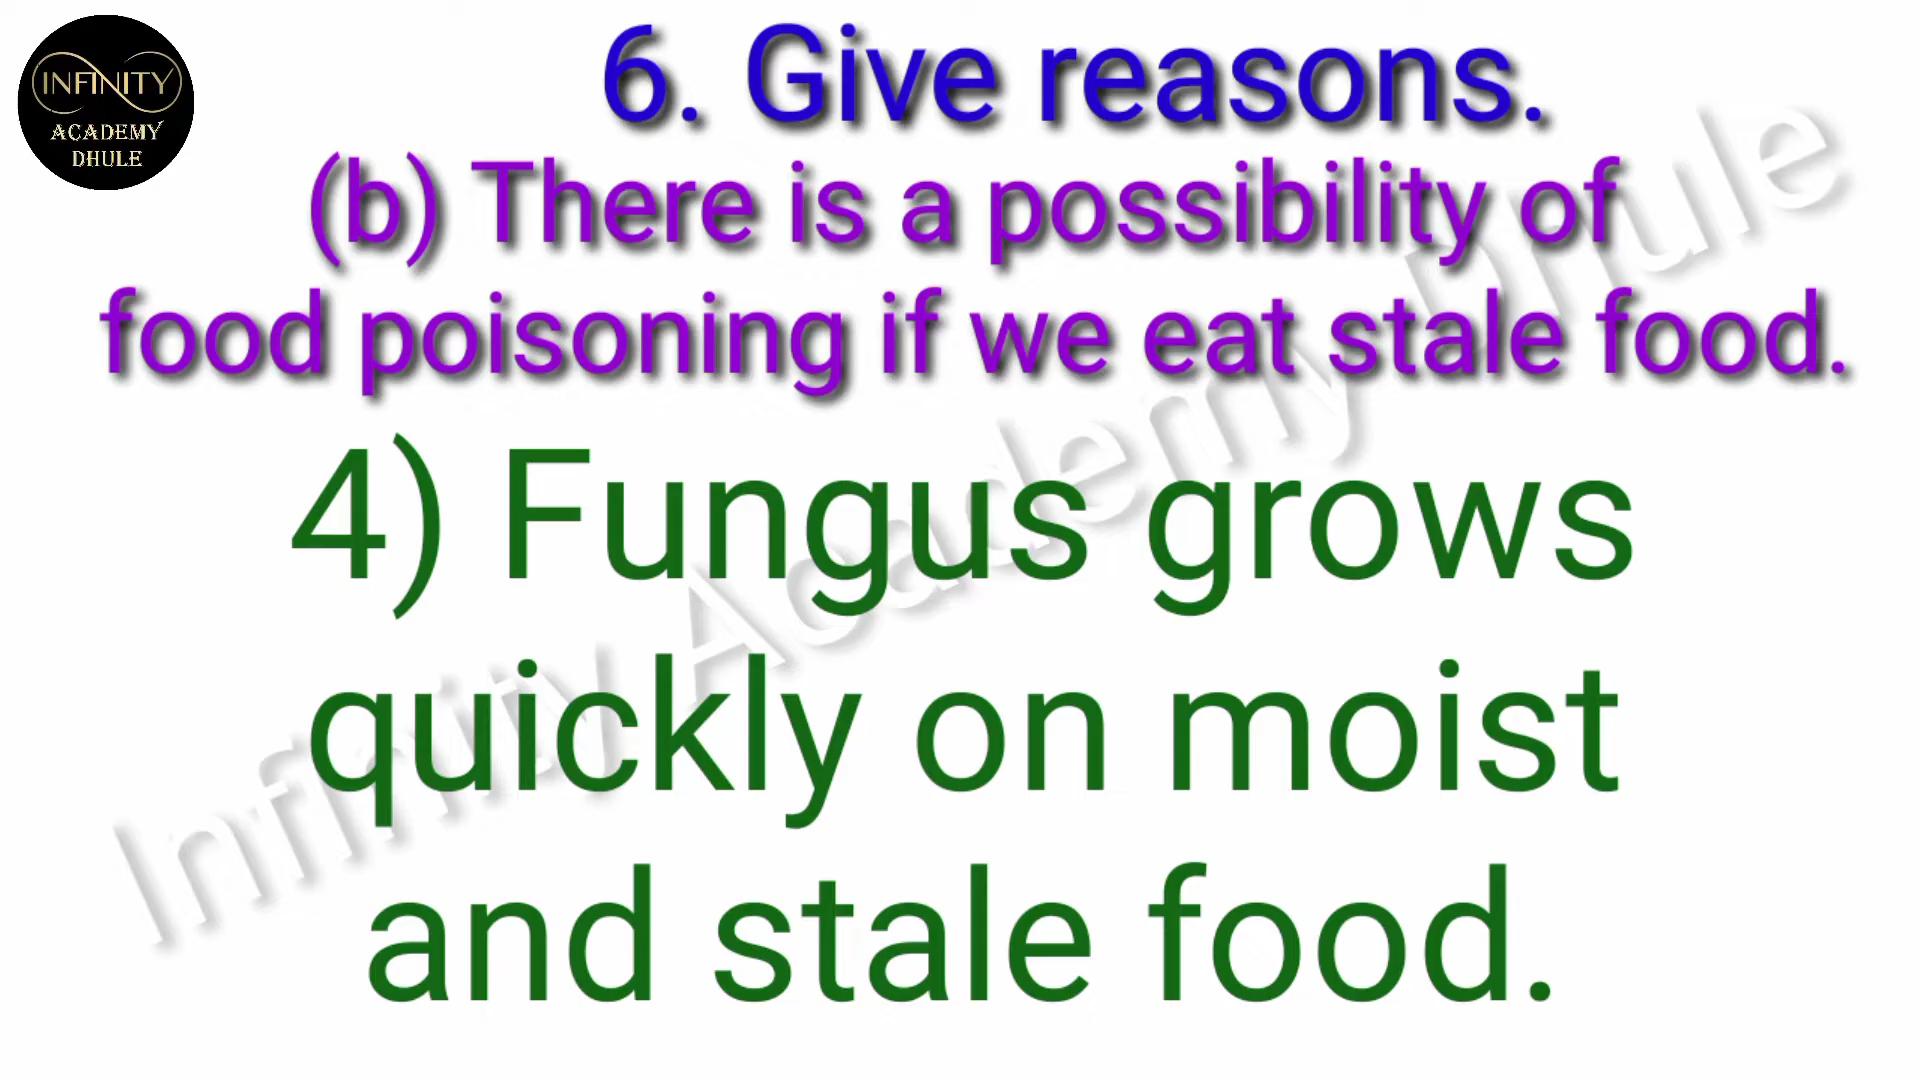 INFINITY
ACADEMY
DHULE
6. Give reasons.
(b) There is a possibility of
food poisoning if we eat stale food.
4) Fungus grows
quickly on moist
and stale food.
Infinity Academy Dhule